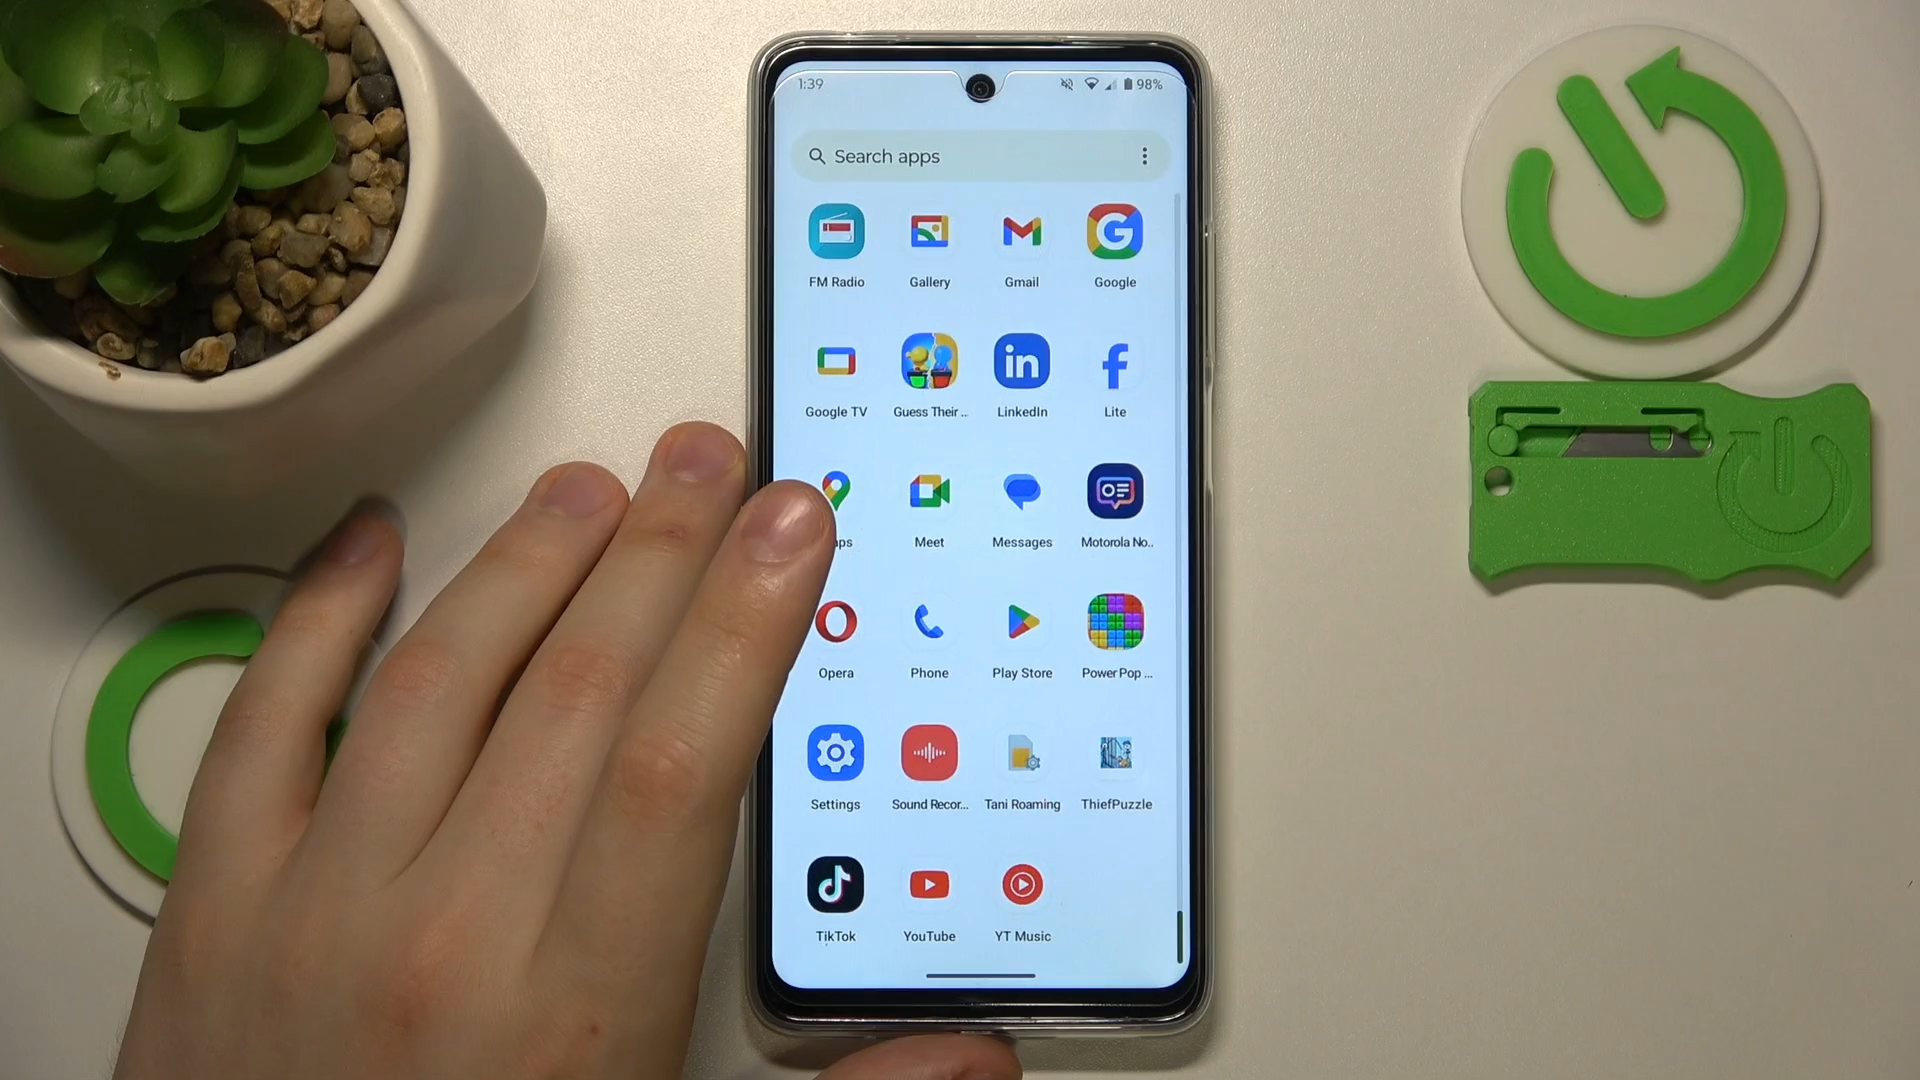 1:39 98%
Search apps
FM Radio Gallery Gmail Google
Google TV Guess Their .. LinkedIn Lite
Meet Messages Motorola No..
Opera Phone Play Store Power Pop ...
Settings Sound Recor... Tani Roaming ThiefPuzzle
TikTok YouTube YT Music